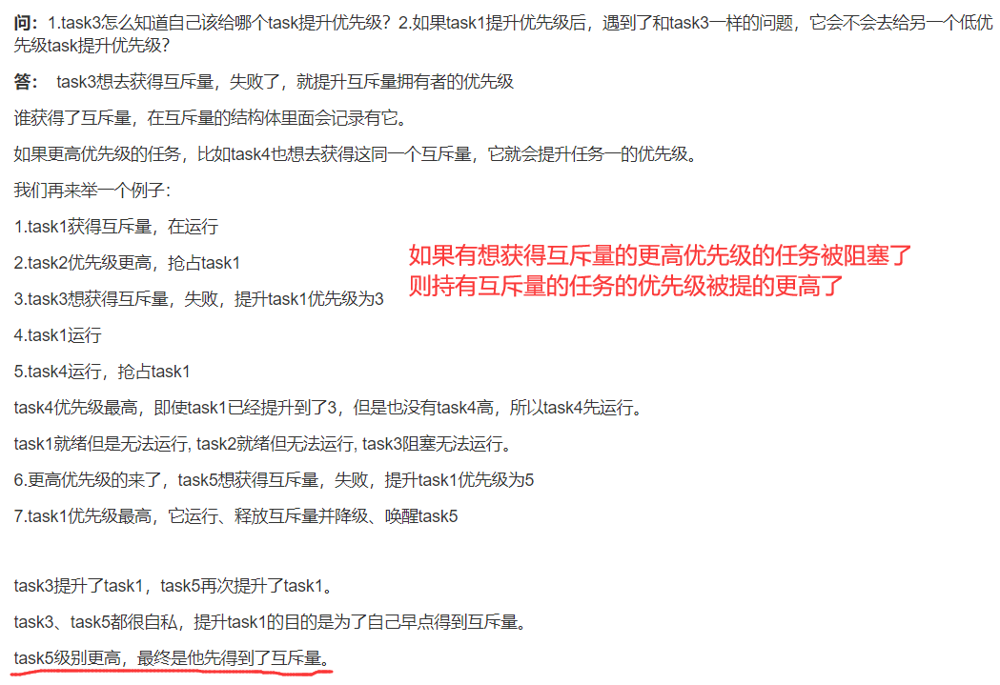 问：1.task3怎么知道自己该给哪个task提升优先级？2.如果task1提升优先级后，遇到了和task3一样的问题，它会不会去给另一个低优
先级task提升优先级？
答： task3想去获得互斥量，失败了，就提升互斥量拥有者的优先级
谁获得了互斥量，在互斥量的结构体里面会记录有它。
如果更高优先级的任务，比如task4也想去获得这同一个互斥量，它就会提升任务一的优先级。
我们再来举一个例子：
1.task1获得互斥量，在运行
2.task2优先级更高，抢占task1
3.task3想获得互斥量，失败，提升task1优先级为3
如果有想获得互斥量的更高优先级的任务被阻塞了
则持有互斥量的任务的优先级被提的更高了
4.task1运行
5.task4运行，抢占task1
task4优先级最高，即使task1已经提升到了3，但是也没有task4高，所以task4先运行。
task1就绪但是无法运行, task2就绪但无法运行, task3阻塞无法运行。
6.更高优先级的来了，task5想获得互斥量，失败，提升task1优先级为5
7.task1优先级最高，它运行、释放互斥量并降级、唤醒task5
task3提升了task1，task5再次提升了task1。
task3、task5都很自私，提升task1的目的是为了自己早点得到互斥量。
task5级别更高，最终是他先得到了互斥量。